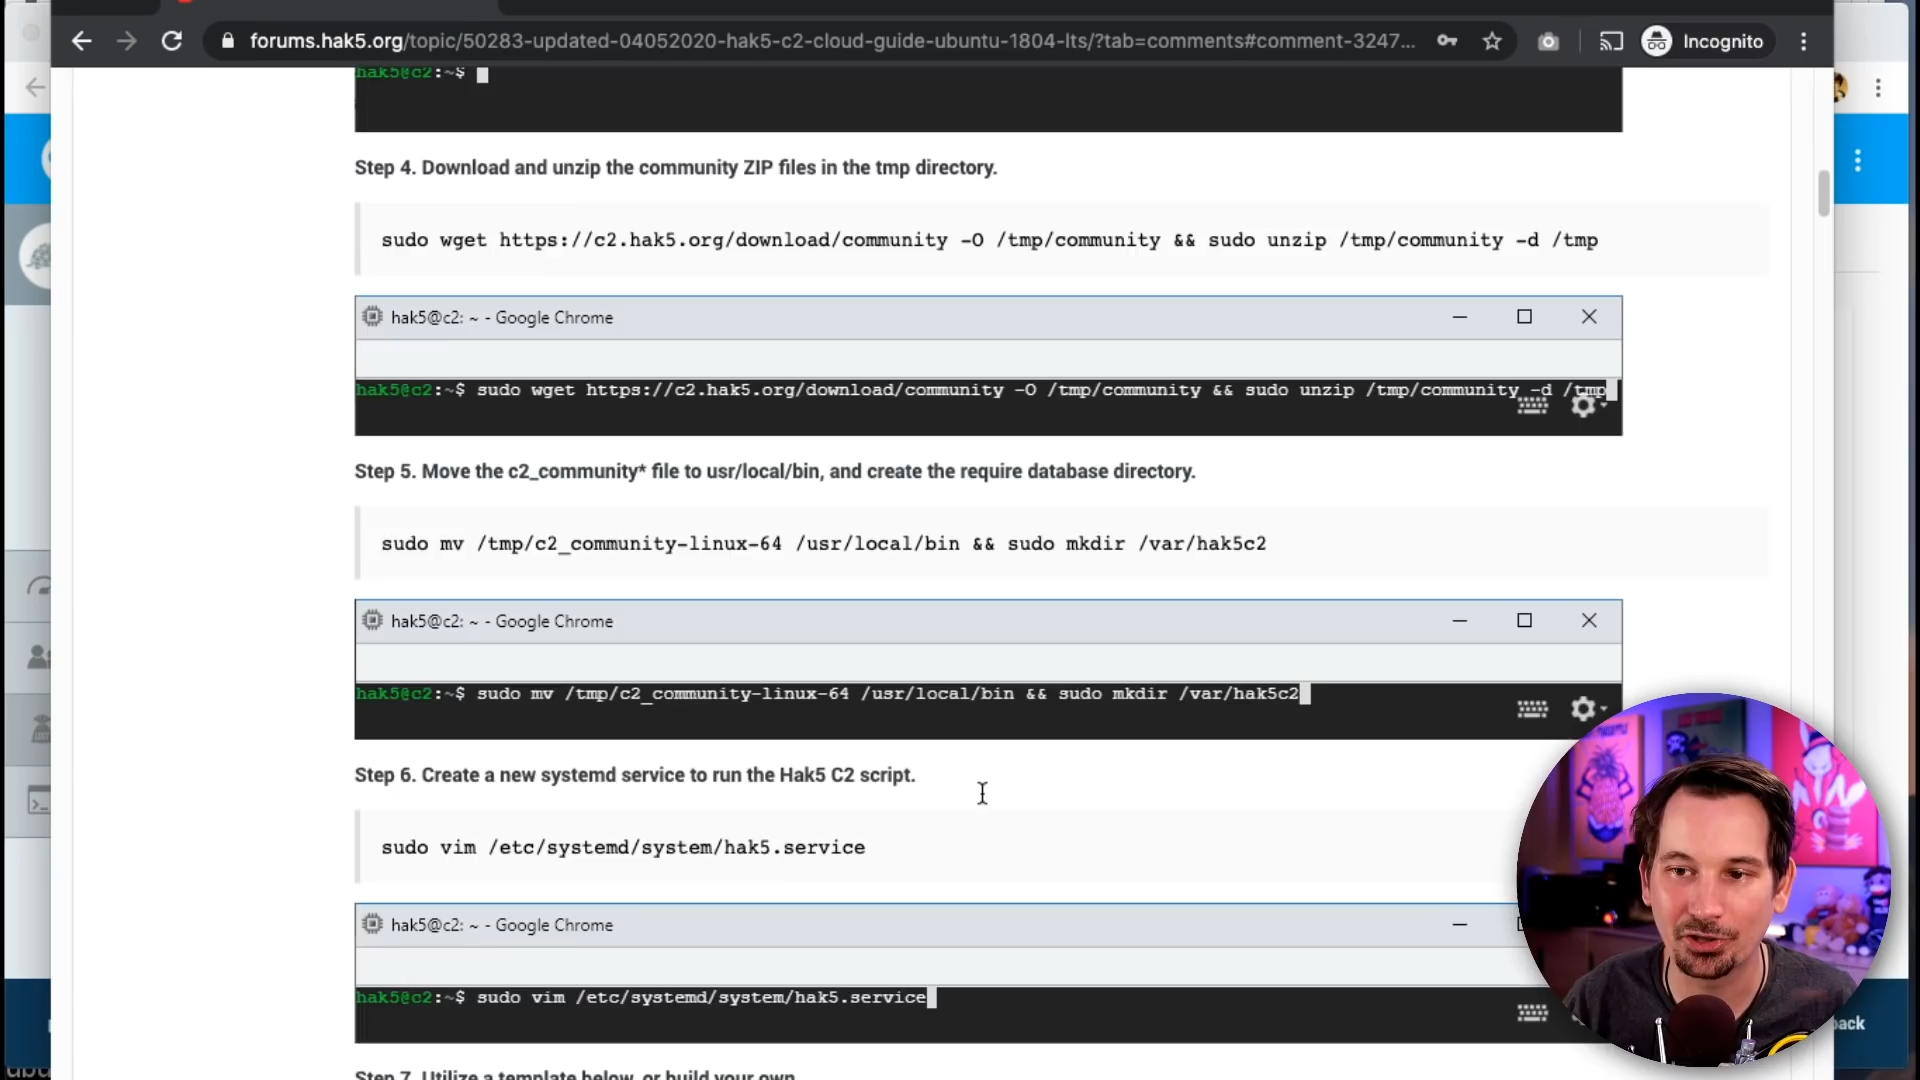 forums.hak5.org/topic/50283-updated-04052020-hak5-c2-cloud-guide-ubuntu-1804-lts/?tab=comments#comment-3247...
Incognito
hak5@c2:~$
Step 4. Download and unzip the community ZIP files in the tmp directory.
sudo wget https://c2.hak5.org/download/community -O /tmp/community && sudo unzip /tmp/community -d /tmp
hak5@c2: ~ - Google Chrome
hak5@c2:~$ sudo wget https://c2.hak5.org/download/community -O /tmp/community && sudo unzip /tmp/community -d /tmp
Step 5. Move the c2_community* file to usr/local/bin, and create the require database directory.
sudo mv /tmp/c2_community-linux-64 /usr/local/bin && sudo mkdir /var/hak5c2
hak5@c2: ~ - Google Chrome
hak5@c2:~$ sudo mv /tmp/c2_community-linux-64 /usr/local/bin && sudo mkdir /var/hak5c2
Step 6. Create a new systemd service to run the Hak5 C2 script.
sudo vim /etc/systemd/system/hak5.service
hak5@c2: ~ - Google Chrome
hak5@c2:~$ sudo vim /etc/systemd/system/hak5.service
Step 7. Utilize a template below, or build your own.